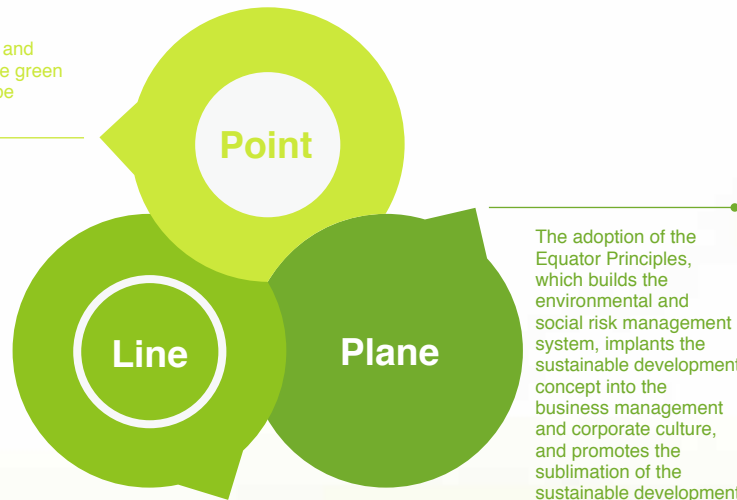 and
green
Point
Line
Plane
The adoption of the
Equator Principles,
which builds the
environmental and
social risk management
system, implants the
sustainable development
concept into the
business management
and corporate culture,
and promotes the
sublimation of the
sustainable development